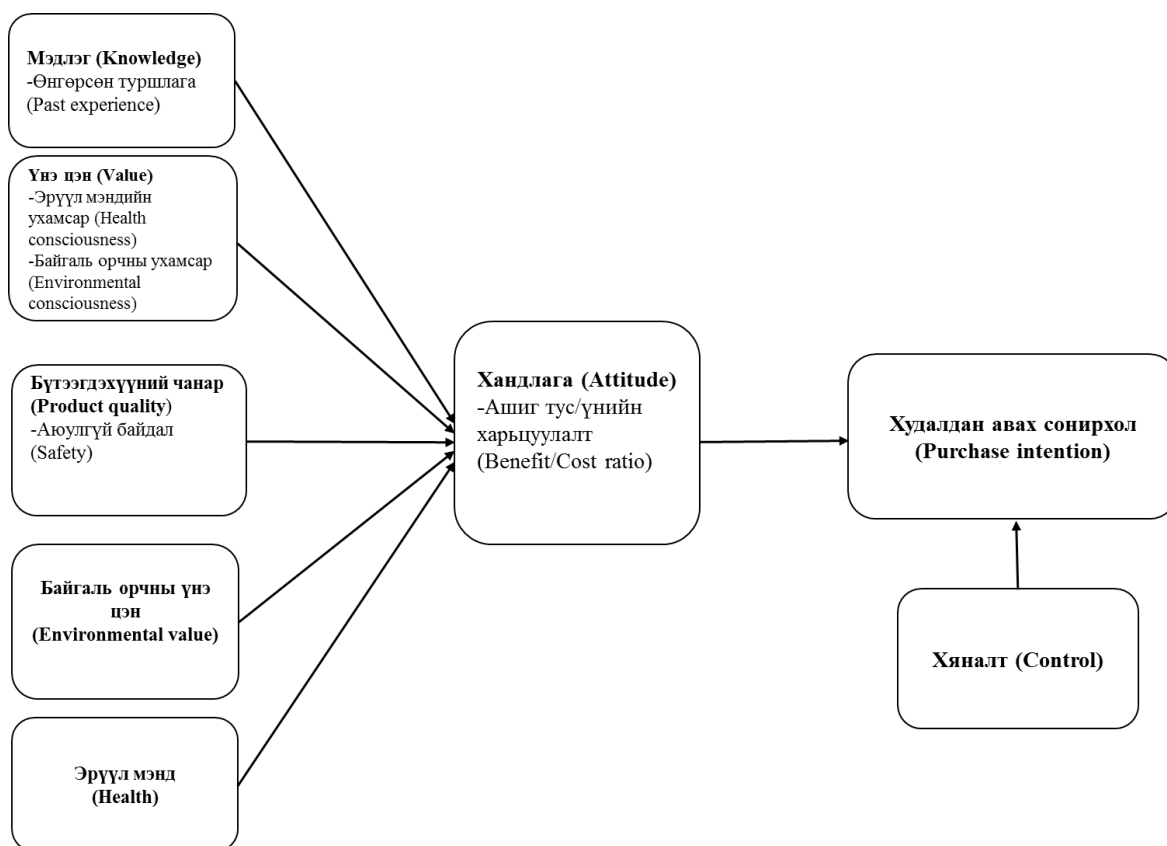 Мэдлэг (Knowledge)
-Өнгөрсөн туршлага
(Past experience)
Үнэ цэн (Value)
-Эрүүл мэндийн
ухамсар (Health
consciousness)
-Байгаль орчны ухамсар
(Environmental
consciousness)
Бүтээгдэхүүний чанар
(Product quality)
-Аюулгүй байдал
(Safety)
Байгаль орчны үнэ
цэн
(Environmental value)
Эрүүл мэнд
(Health)
Хандлага (Attitude)
-Ашиг тус/үнийн
харьцуулалт
(Benefit/Cost ratio)
Худалдан авах сонирхол
(Purchase intention)
Хяналт (Control)